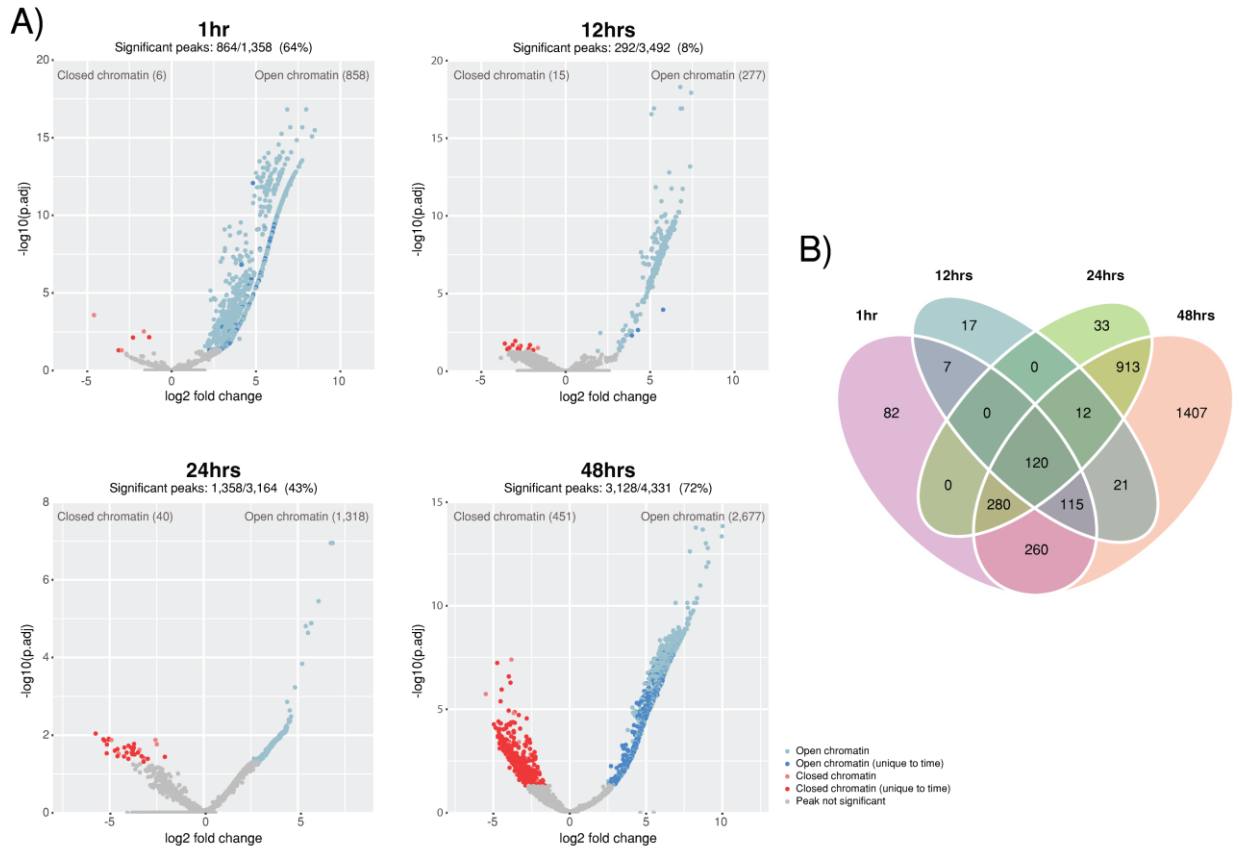 A)
1hr
Significant peaks: 864/1,358 (64%)
Closed chromatin (6)
Open chromatin (858)
20
15
10
5
0
-log10(p.adj)
-5
0
5
10
log2 fold change
12hrs
Significant peaks: 292/3,492 (8%)
Closed chromatin (15)
Open chromatin (277)
20
15
10
5
0
-log10(p.adj)
-5
0
5
10
log2 fold change
24hrs
Significant peaks: 1,358/3,164 (43%)
Closed chromatin (40)
Open chromatin (1,318)
8
6
4
2
0
-log10(p.adj)
-5
0
5
log2 fold change
48hrs
Significant peaks: 3,128/4,331 (72%)
Closed chromatin (451)
Open chromatin (2,677)
15
10
5
0
-log10(p.adj)
-5
0
5
10
log2 fold change
B)
12hrs
24hrs
1hr
48hrs
17
33
7
0
913
82
0
12
1407
120
0
280
115
21
260
Open chromatin
Open chromatin (unique to time)
Closed chromatin
Closed chromatin (unique to time)
Peak not significant